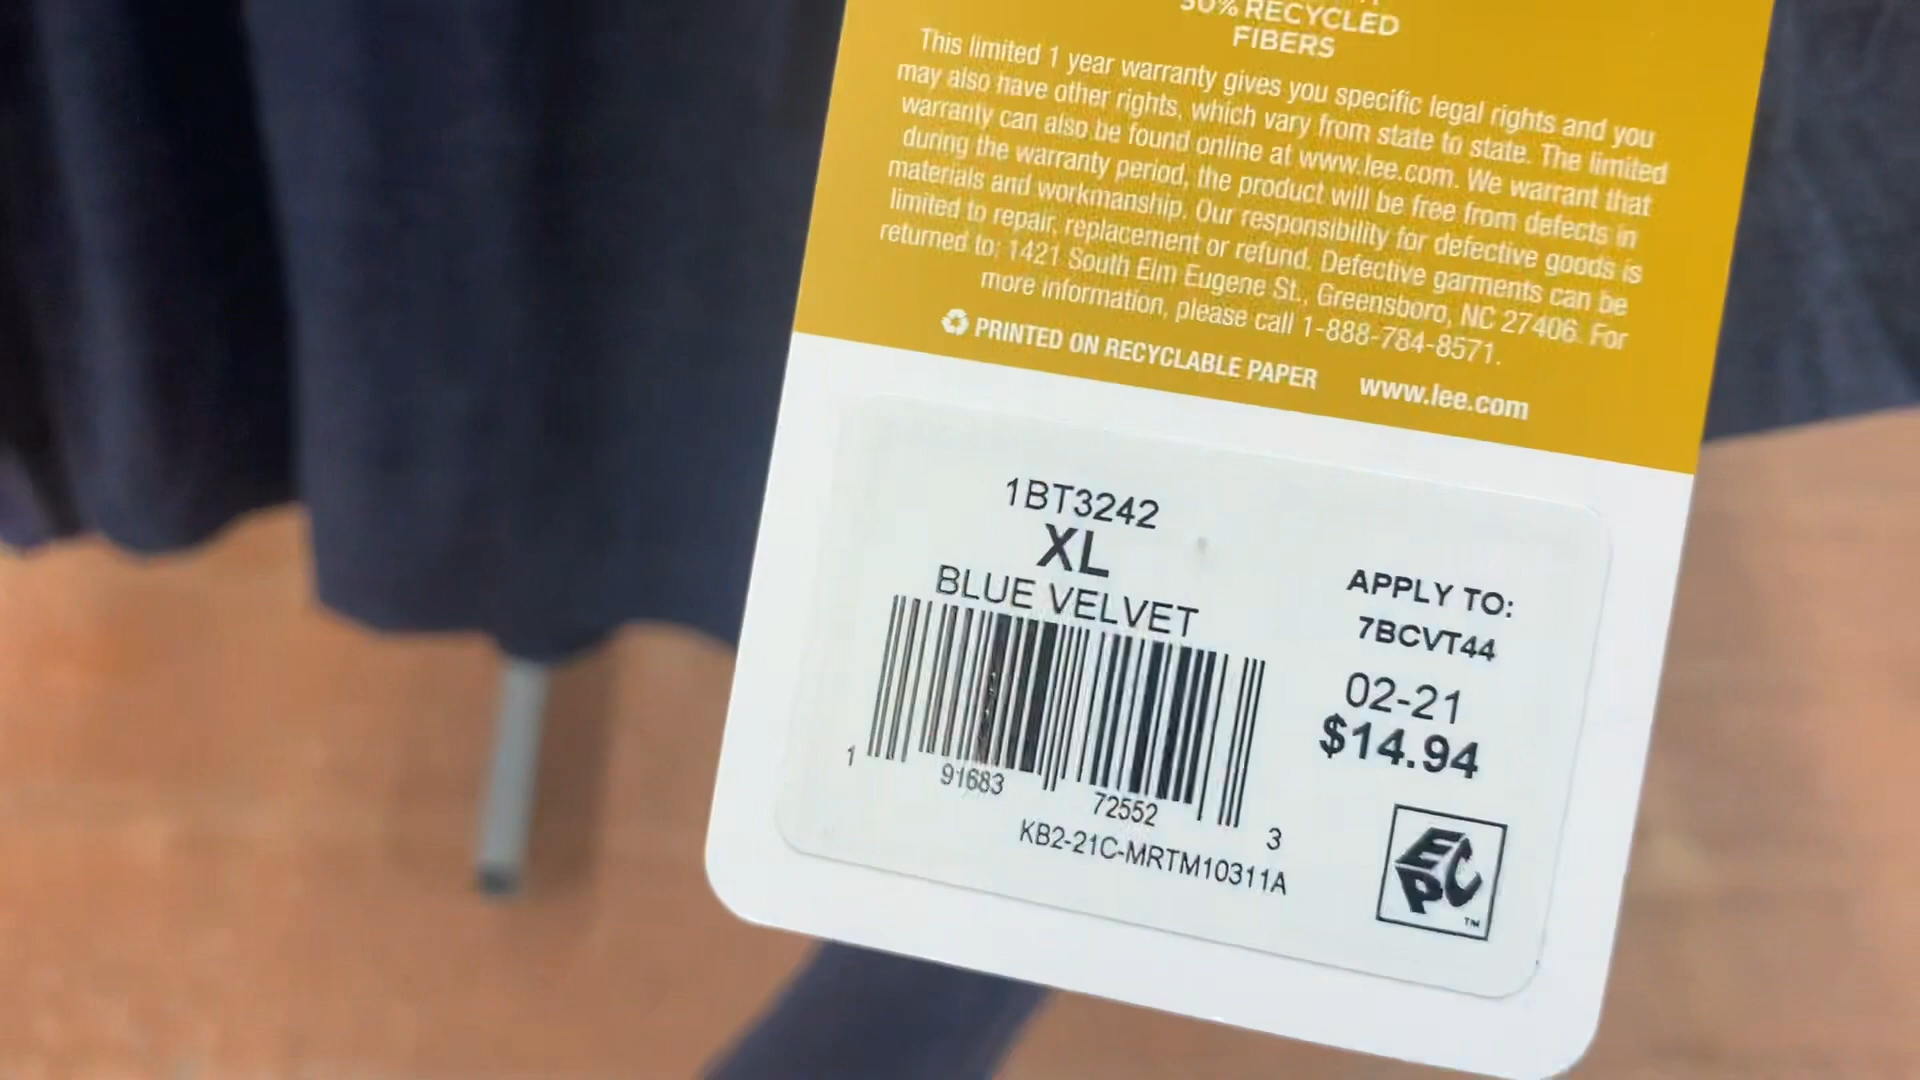 30% RECYCLED
FIBERS
This limited 1 year warranty gives you specific legal rights and you
may also have other rights, which vary from state to state. The limited
warranty can also be found online at www.lee.com. We warrant that
during the warranty period, the product will be free from defects in
materials and workmanship. Our responsibility for defective goods is
limited to repair, replacement or refund. Defective garments can be
returned to: 1421 South Elm Eugene St., Greensboro, NC 27406. For
more information, please call 1-888-784-8571.
PRINTED ON RECYCLABLE PAPER www.lee.com
1BT3242
XL
BLUE VELVET
APPLY TO:
7BCVT44
02-21
$14.94
1 91683 72552 3
KB2-21C-MRTM10311A
EPC
TM